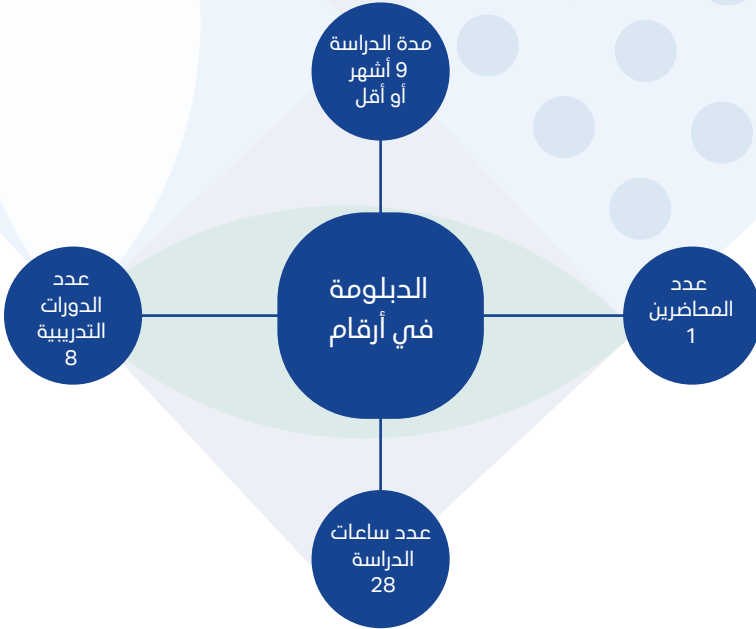 مدة الدراسة
9 أشهر
أو أقل
عدد
المحاضرين
1
الدبلومة
في أرقام
عدد
الدورات
التدريبية
8
عدد ساعات
الدراسة
28